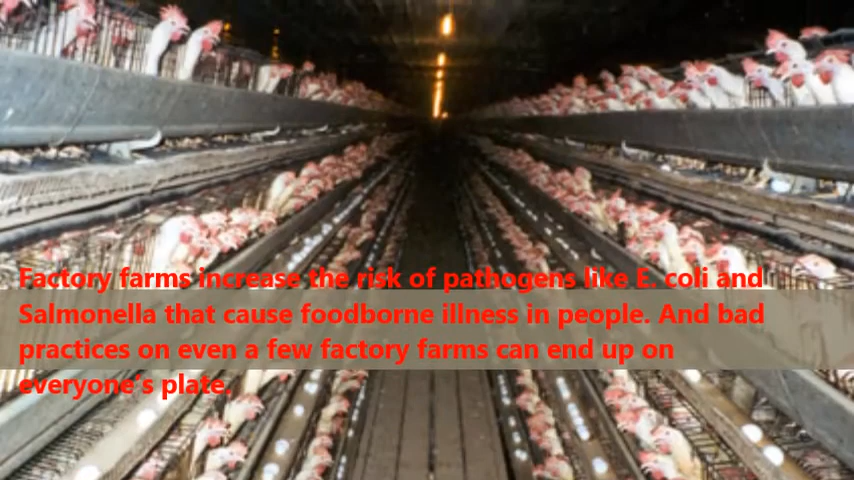 Factory farms increase the risk of pathogens like E. coli and
Salmonella that cause foodborne illness in people. And bad
practices on even a few factory farms can end up on
everyone's plate.